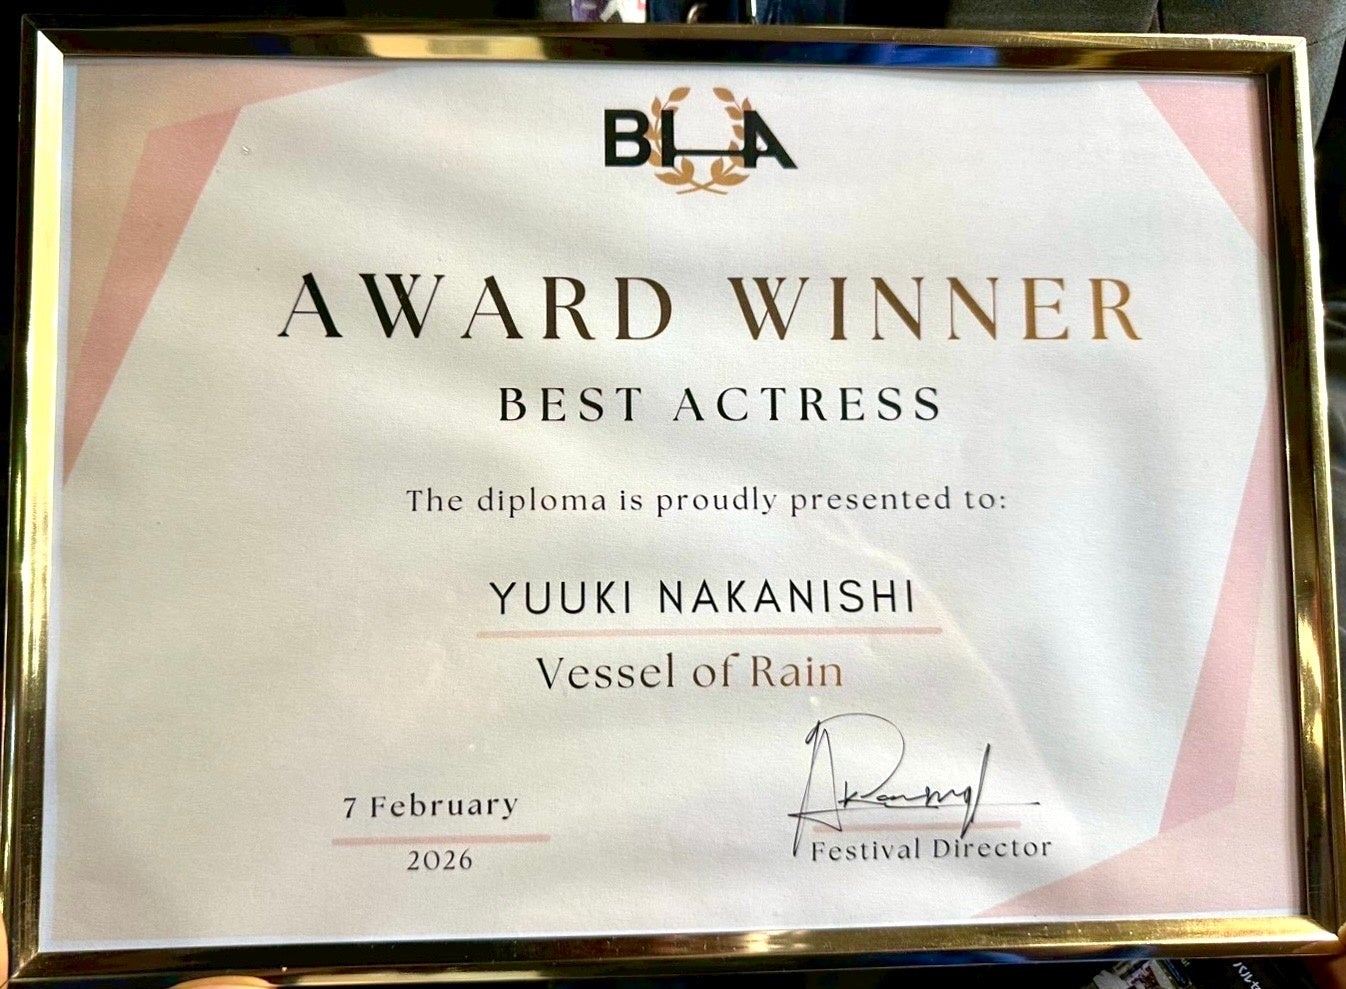 BHA
AWARD WINNER
BEST ACTRESS
The diploma is proudly presented to:
YUUKI NAKANISHI
Vessel of Rain
7 February
2026
Festival Director